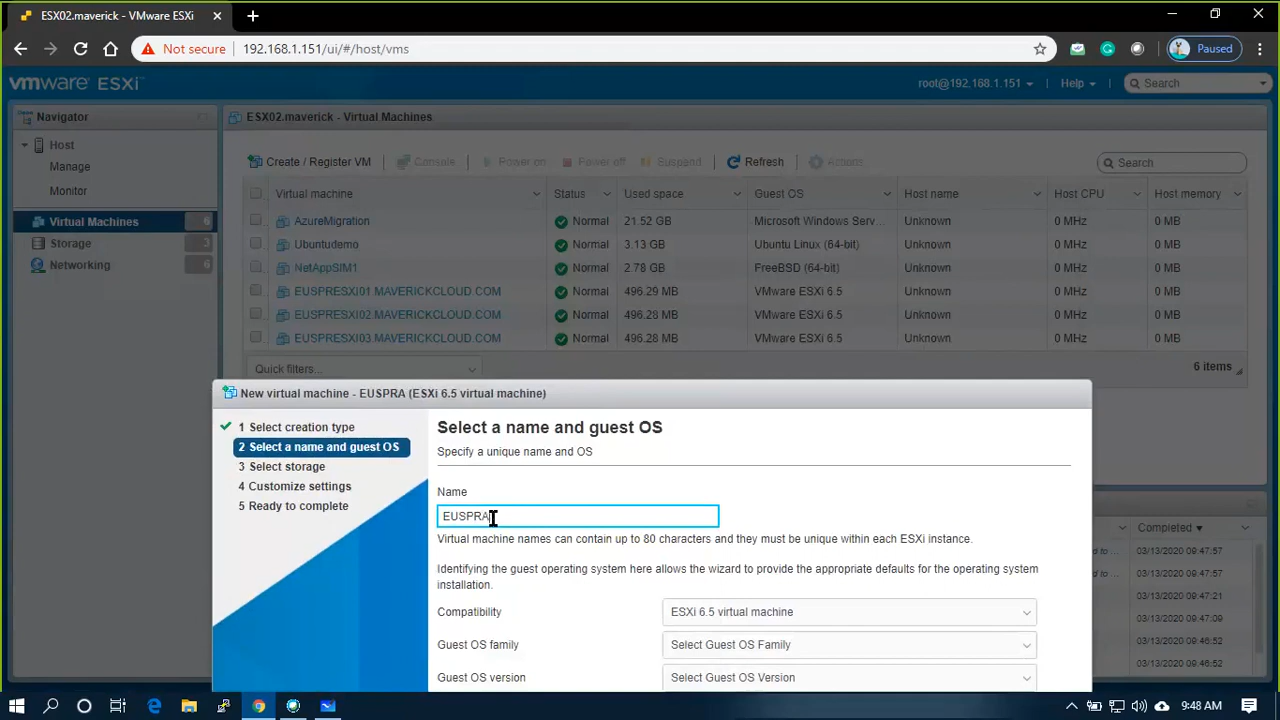 ESX02.maverick - VMware ESXi
Not secure 192.168.1.151/ui/#/host/vms
Paused
vmware ESXi
root@192.168.1.151 Help Search
Navigator
Host
Manage
Monitor
Virtual Machines 6
Storage 3
Networking 6
ESX02.maverick - Virtual Machines
Create / Register VM Console Power on Power off Suspend Refresh Actions Search
Virtual machine Status Used space Guest OS Host name Host CPU Host memory
AzureMigration Normal 21.52 GB Microsoft Windows Serv... Unknown 0 MHz 0 MB
Ubuntudemo Normal 3.13 GB Ubuntu Linux (64-bit) Unknown 0 MHz 0 MB
NetAppSIM1 Normal 2.78 GB FreeBSD (64-bit) Unknown 0 MHz 0 MB
EUSPRESXI01.MAVERICKCLOUD.COM Normal 496.29 MB VMware ESXi 6.5 Unknown 0 MHz 0 MB
EUSPRESXI02.MAVERICKCLOUD.COM Normal 496.28 MB VMware ESXi 6.5 Unknown 0 MHz 0 MB
EUSPRESXI03.MAVERICKCLOUD.COM Normal 496.28 MB VMware ESXi 6.5 Unknown 0 MHz 0 MB
Quick filters... 6 items
New virtual machine - EUSPRA (ESXi 6.5 virtual machine)
1 Select creation type
2 Select a name and guest OS
3 Select storage
4 Customize settings
5 Ready to complete
Select a name and guest OS
Specify a unique name and OS
Name
EUSPRA
Virtual machine names can contain up to 80 characters and they must be unique within each ESXi instance.
Identifying the guest operating system here allows the wizard to provide the appropriate defaults for the operating system
installation.
Compatibility ESXi 6.5 virtual machine
Guest OS family Select Guest OS Family
Guest OS version Select Guest OS Version
Completed
d to ... 03/13/2020 09:47:57
d to ... 03/13/2020 09:47:57
03/13/2020 09:47:21
03/13/2020 09:47:09
03/13/2020 09:46:52
03/13/2020 09:46:52
9:48 AM